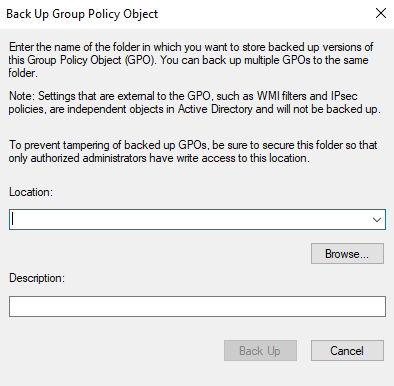 Back Up Group Policy Object
Enter the name of the folder in which you want to store backed up versions of
this Group Policy Object (GPO). You can back up multiple GPOs to the same
folder.
Note: Settings that are external to the GPO, such as WMI filters and IPsec
policies, are independent objects in Active Directory and will not be backed up.
To prevent tampering of backed up GPOs, be sure to secure this folder so that
only authorized administrators have write access to this location.
Location:
Browse...
Description:
Back Up
Cancel